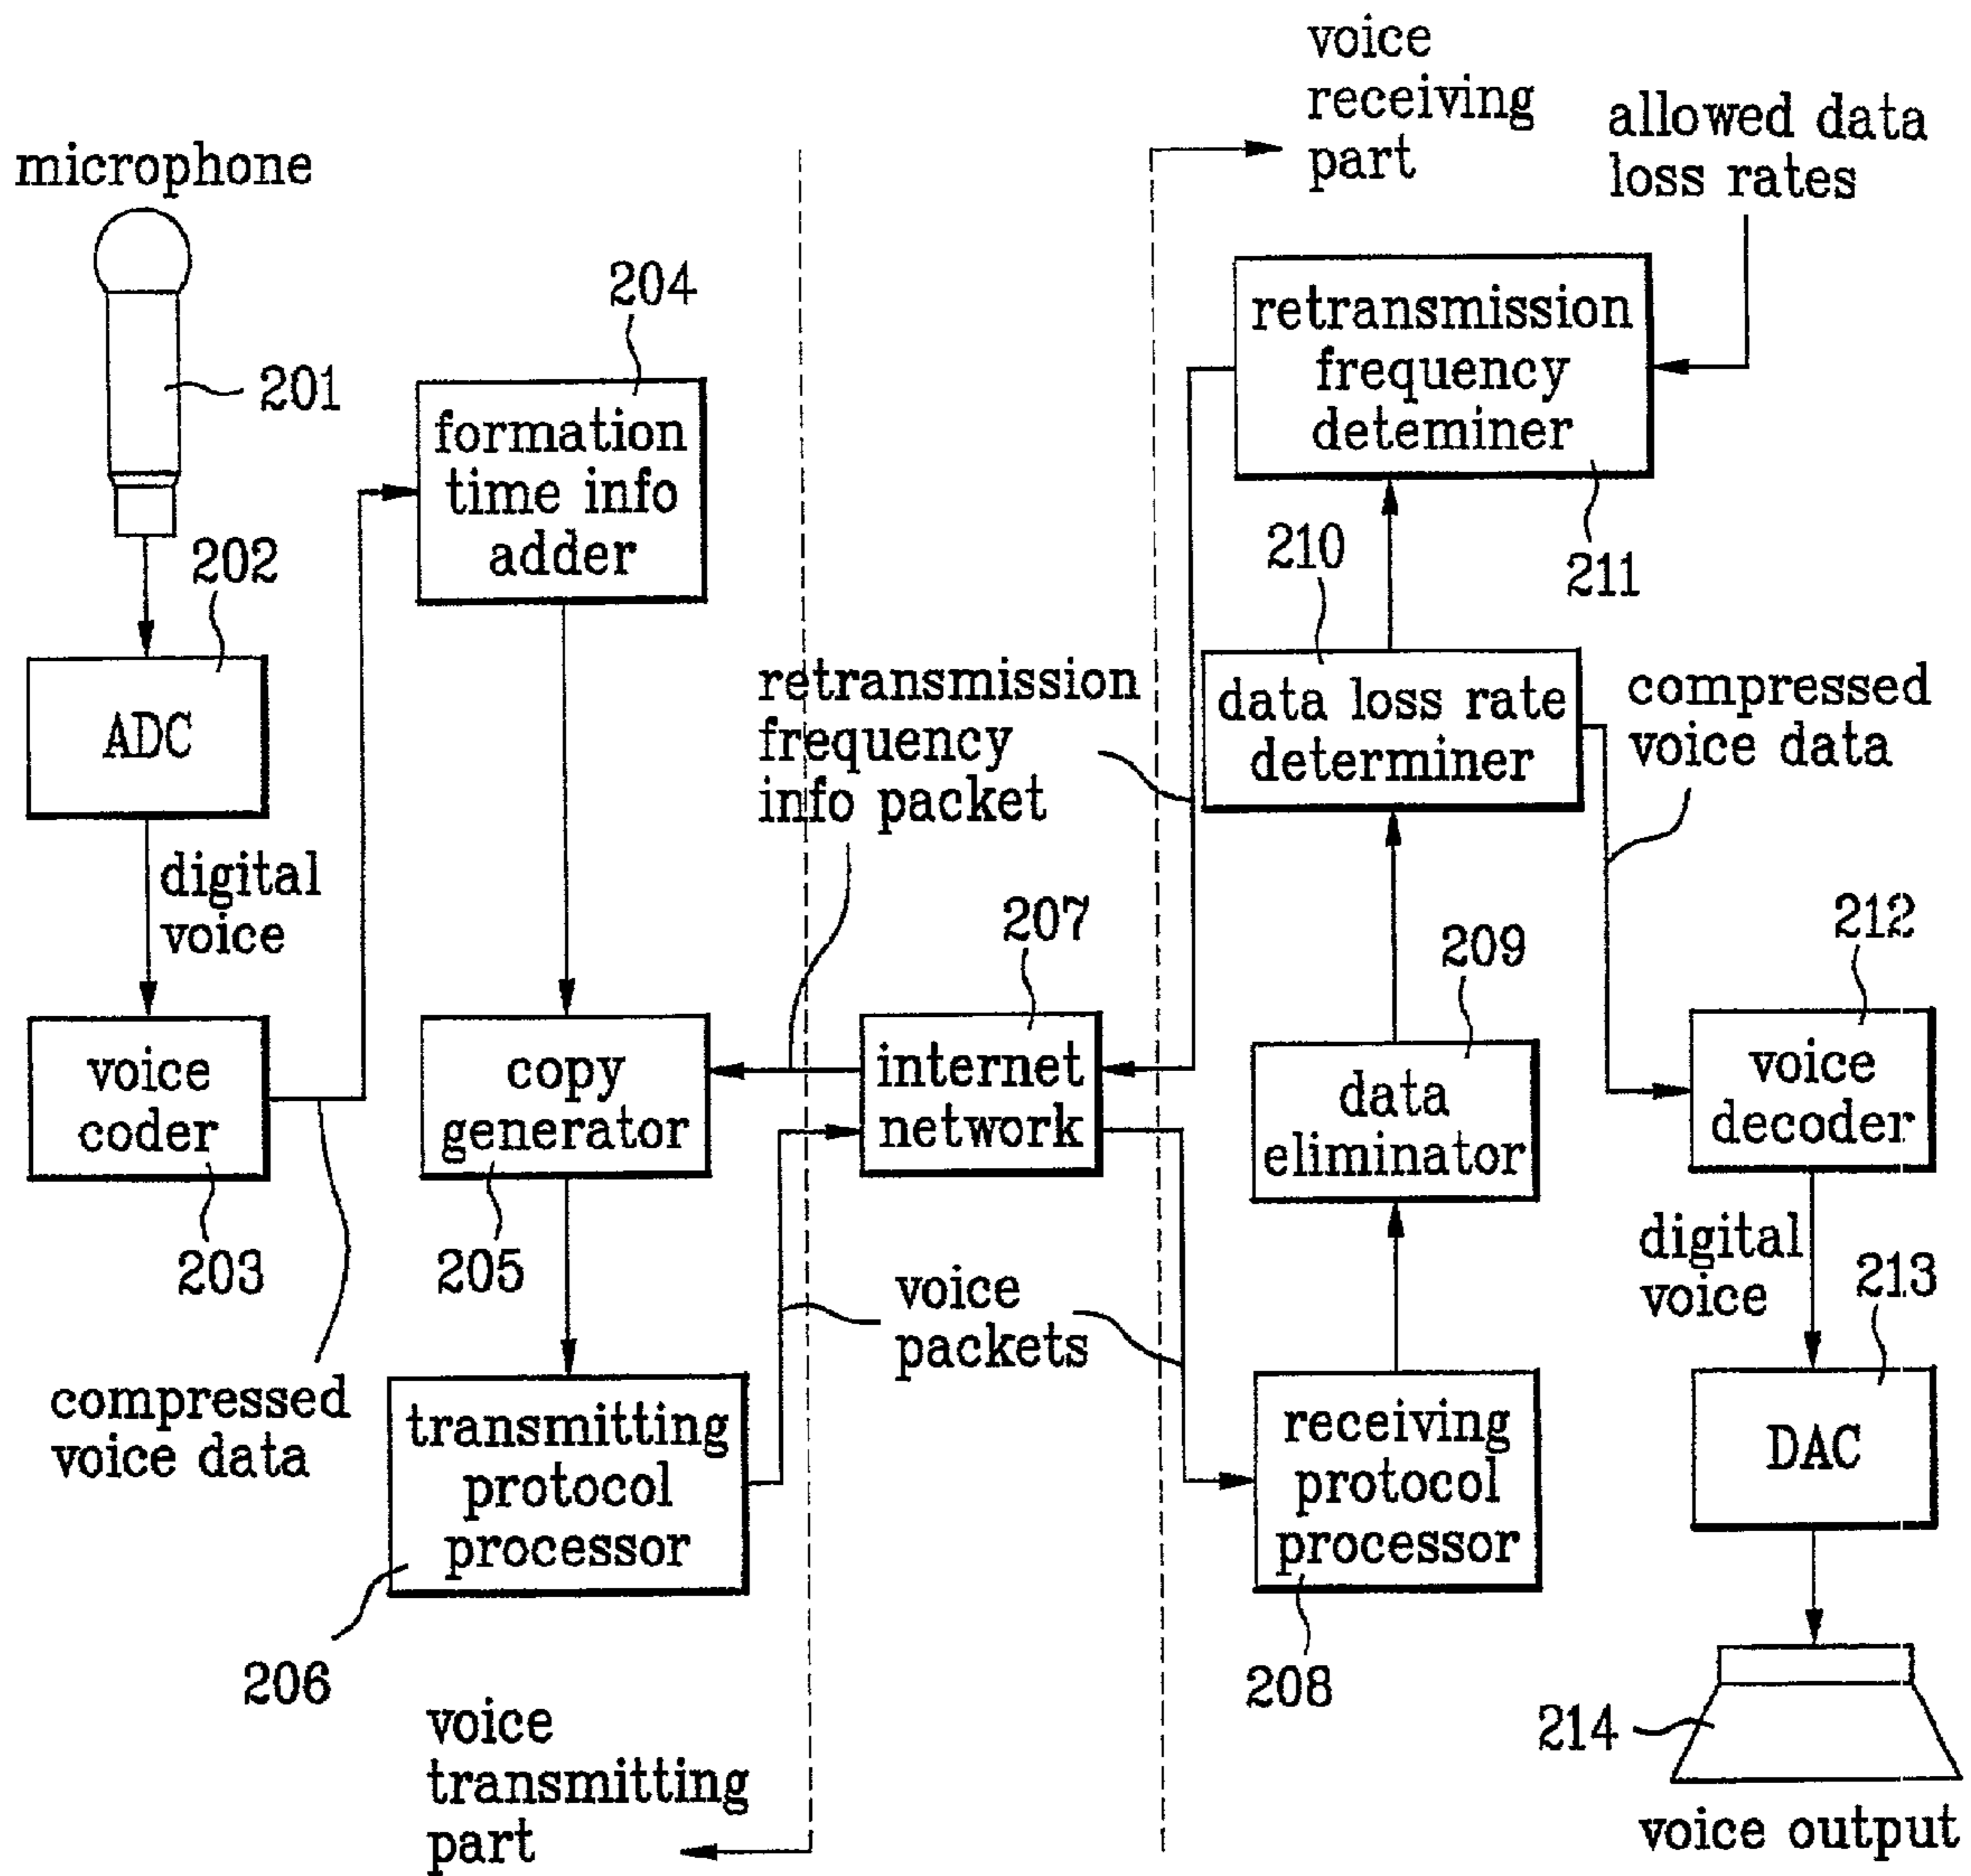 voice
receiving
part
allowed data
loss rates
microphone
204
retransmission
frequency
deteminer
201
formation
time info
adder
202
210
211
ADC
retransmission
frequency
info packet
data loss rate
determiner
compressed
voice data
digital
voice
207
209
212
voice
coder
copy
generator
internet
network
data
eliminator
voice
decoder
203
205
voice
packets
digital
voice
213
compressed
voice data
transmitting
protocol
processor
receiving
protocol
processor
DAC
206
208
214
voice
transmitting
part
voice output